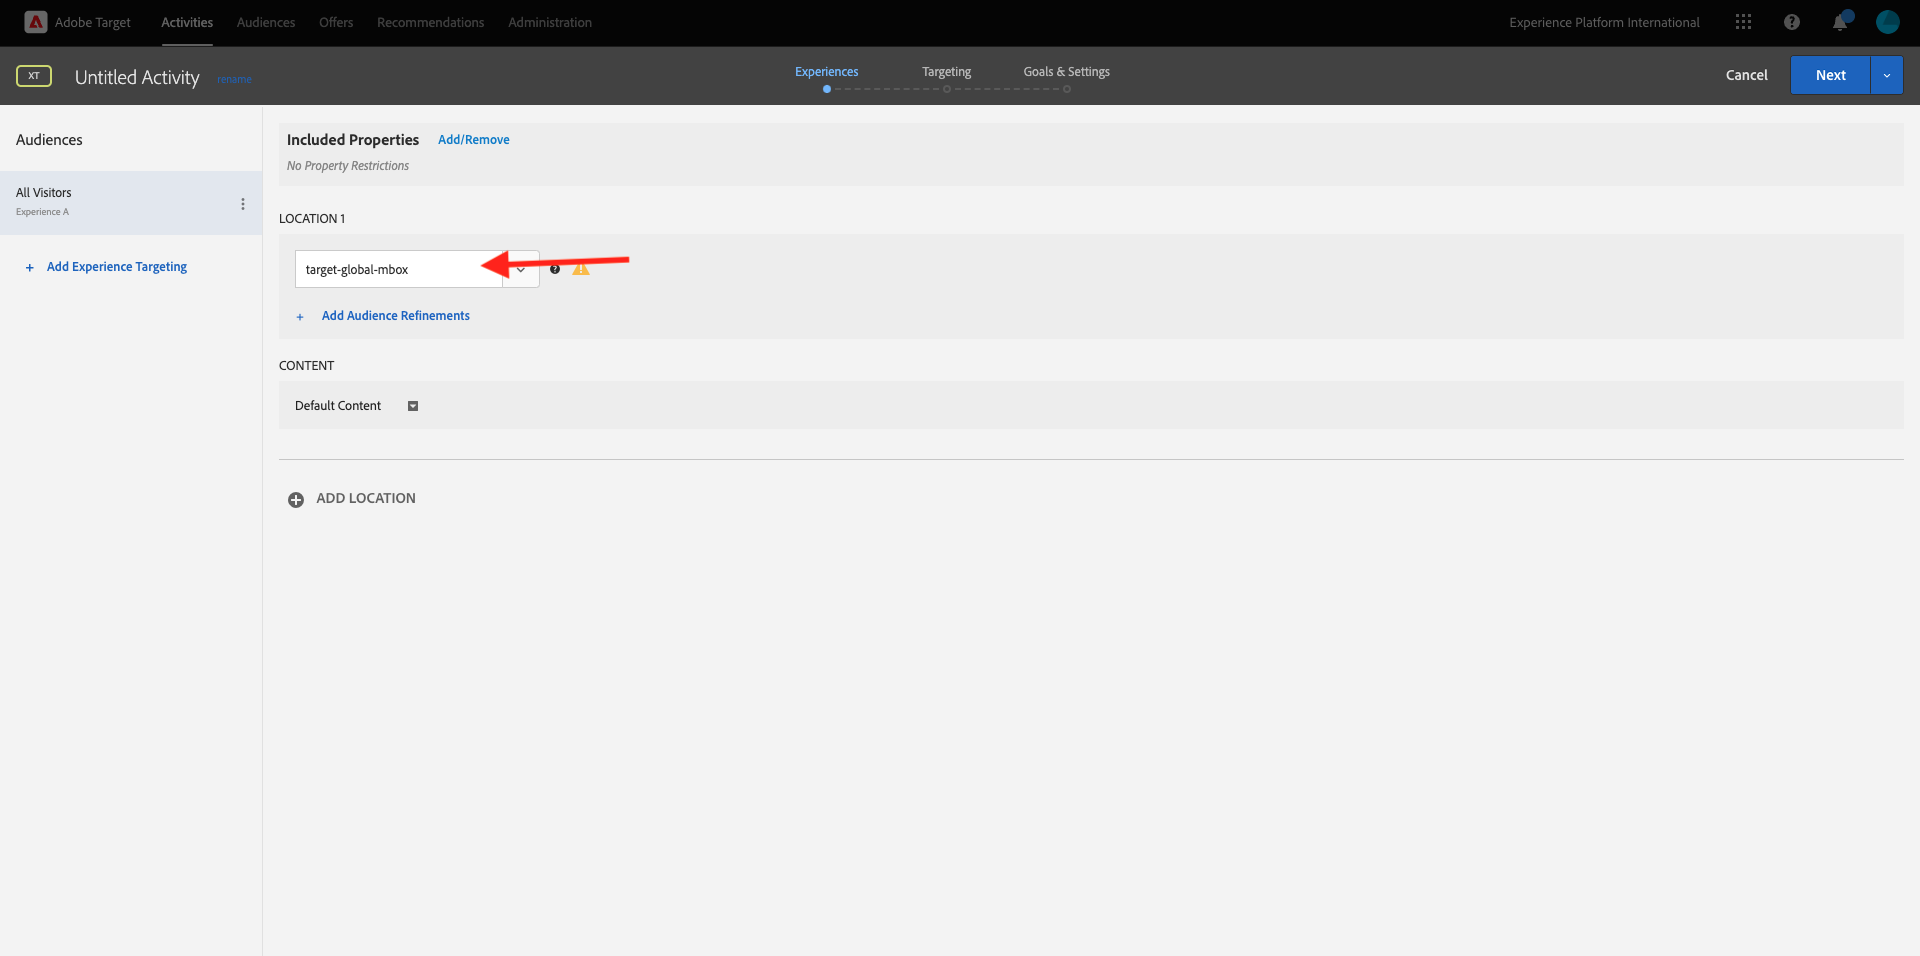 Adobe Target
Activities
Audiences
Offers
Recommendations
Administration
Experience Platform International
XT
Untitled Activity
rename
Experiences
Targeting
Goals & Settings
Cancel
Next
Audiences
All Visitors
Experience A
+ Add Experience Targeting
Included Properties
Add/Remove
No Property Restrictions
LOCATION 1
target-global-mbox
+ Add Audience Refinements
CONTENT
Default Content
ADD LOCATION